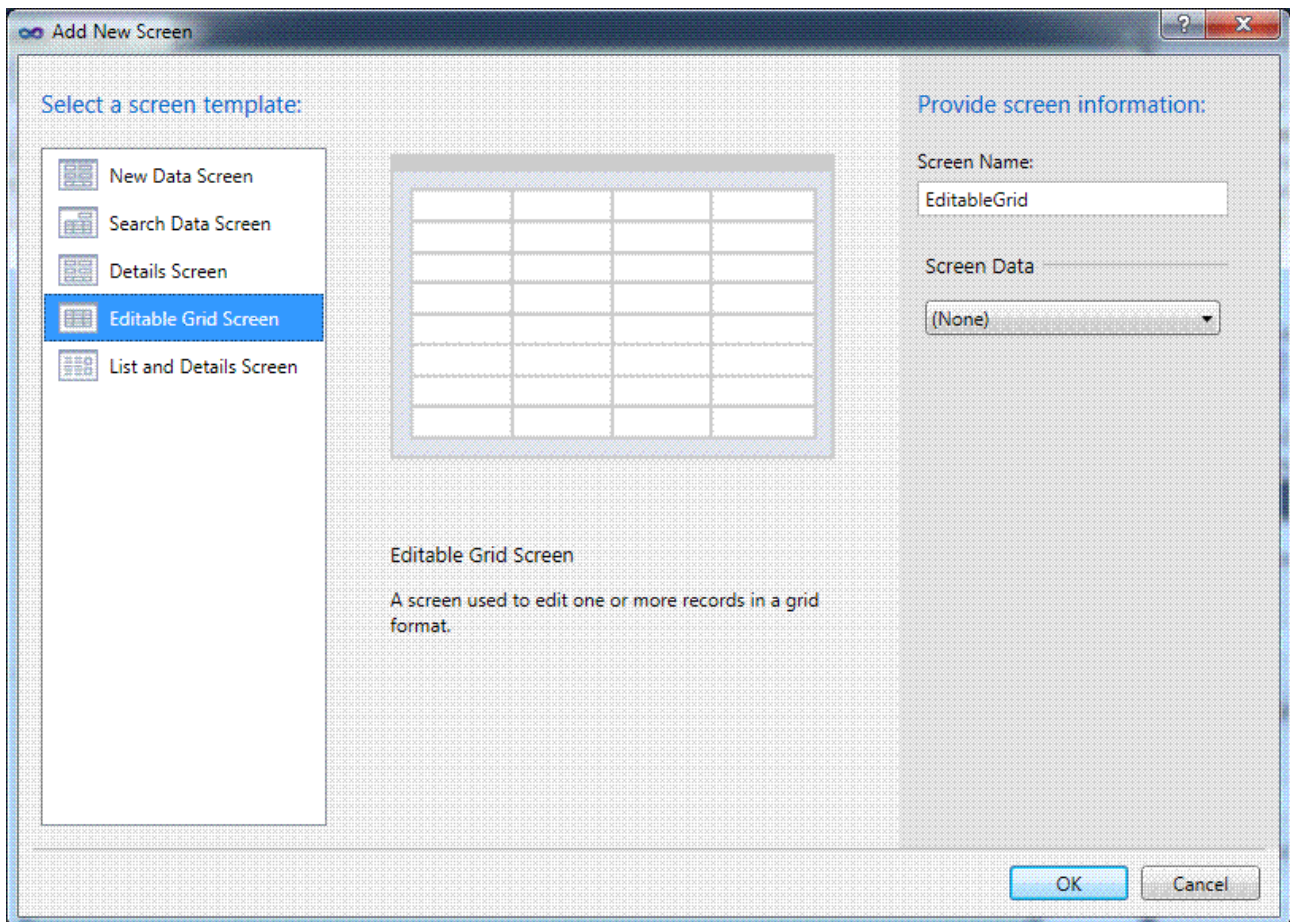 Add New Screen
?
X
Select a screen template:
New Data Screen
Search Data Screen
Details Screen
Editable Grid Screen
List and Details Screen
Editable Grid Screen
A screen used to edit one or more records in a grid
format.
Provide screen information:
Screen Name:
EditableGrid
Screen Data
(None)
OK
Cancel